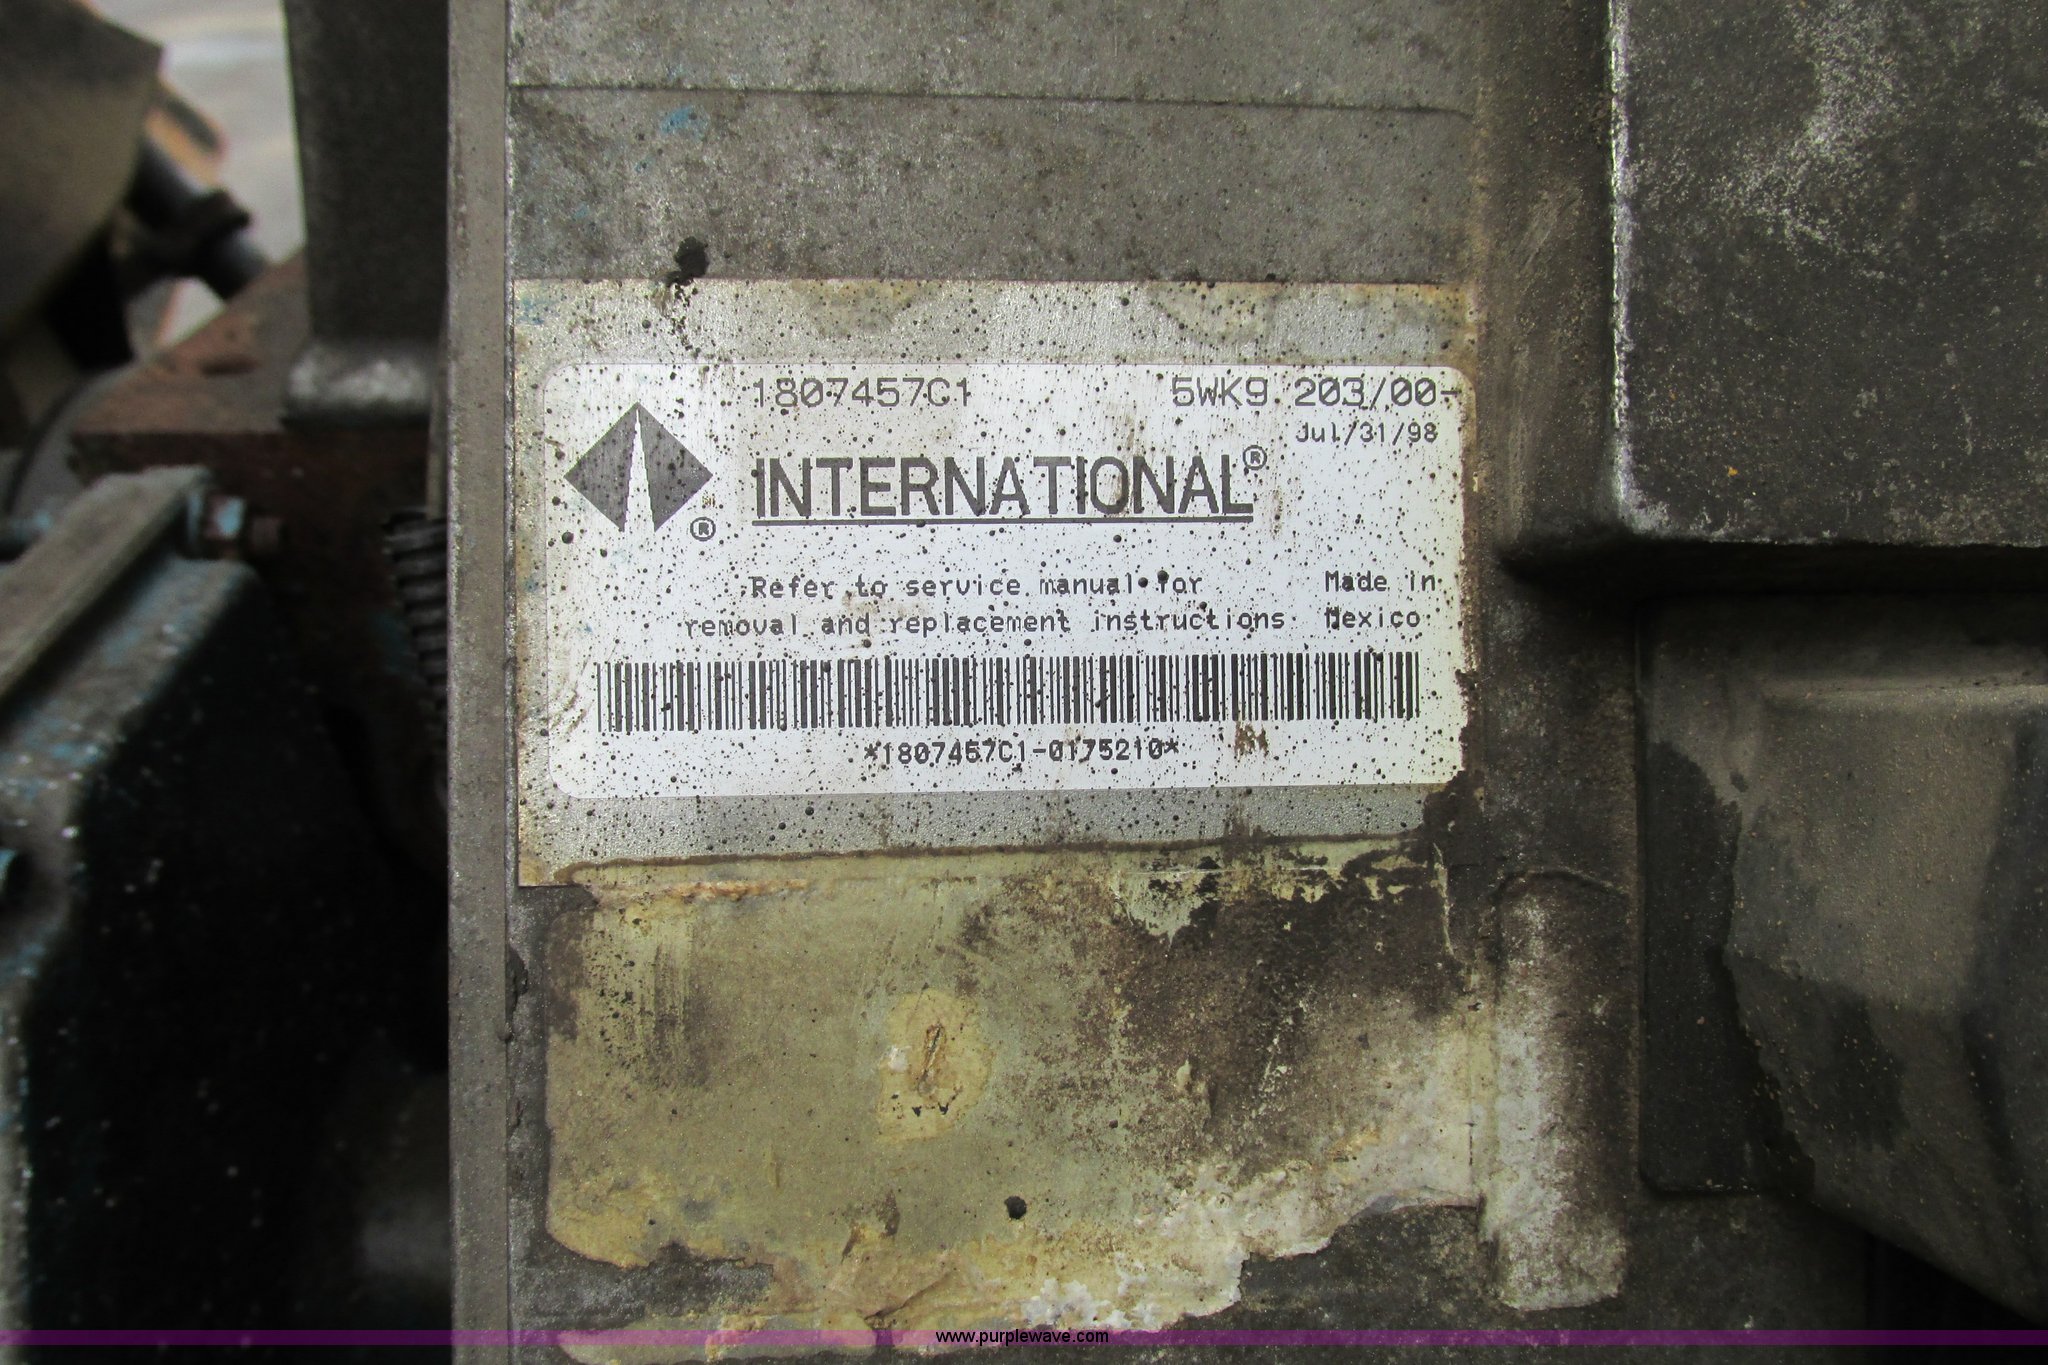 1807457C1 5WK9 203/00-
Jul/31/98
INTERNATIONAL®
®
Refer to service manual for Made in
removal and replacement instructions Mexico
*1807457C1-0175210*
www.purplewave.com